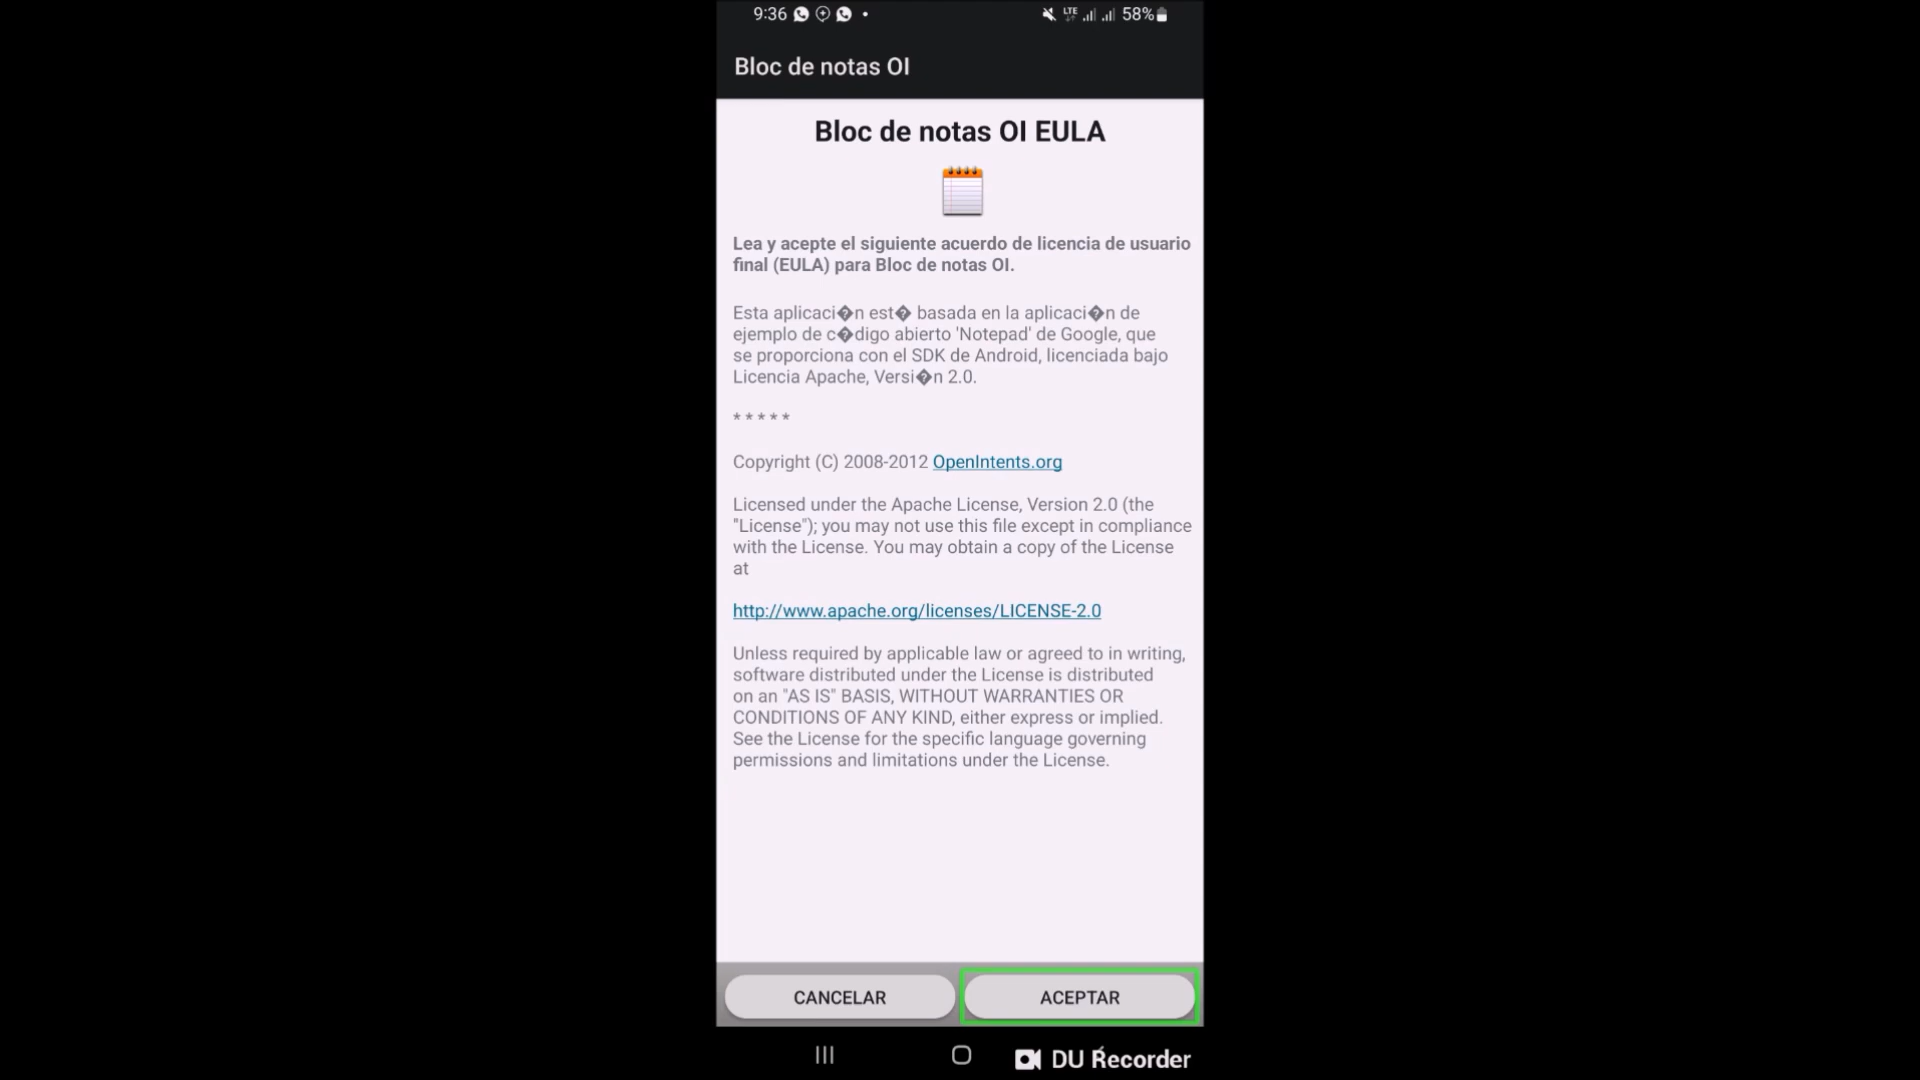 9:36
LTE
58%
Bloc de notas OI
Bloc de notas OI EULA
Lea y acepte el siguiente acuerdo de licencia de usuario
final (EULA) para Bloc de notas OI.
Esta aplicaci�n est� basada en la aplicaci�n de
ejemplo de c�digo abierto 'Notepad' de Google, que
se proporciona con el SDK de Android, licenciada bajo
Licencia Apache, Versi�n 2.0.
* * * * *
Copyright (C) 2008-2012 OpenIntents.org
Licensed under the Apache License, Version 2.0 (the
"License"); you may not use this file except in compliance
with the License. You may obtain a copy of the License
at
http://www.apache.org/licenses/LICENSE-2.0
Unless required by applicable law or agreed to in writing,
software distributed under the License is distributed
on an "AS IS" BASIS, WITHOUT WARRANTIES OR
CONDITIONS OF ANY KIND, either express or implied.
See the License for the specific language governing
permissions and limitations under the License.
CANCELAR
ACEPTAR
DU Recorder